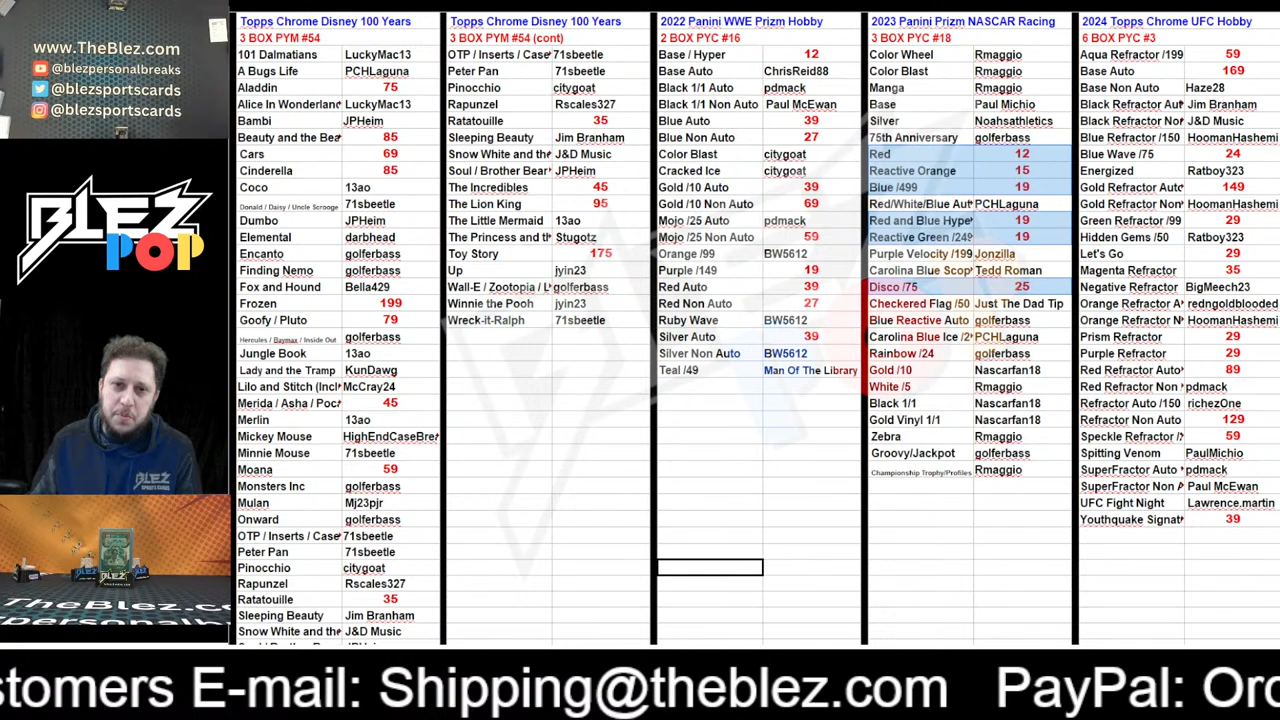 www.TheBlez.com
@blezpersonalbreaks
@blezsportscards
@blezsportscards
BLEZ
POP
BLEZ
BLEZ
TheBlez.c
Topps Chrome Disney 100 Years
3 BOX PYM #54
101 Dalmatians LuckyMac13
A Bugs Life PCHLaguna
Aladdin 75
Alice In Wonderlan LuckyMac13
Bambi JPHeim
Beauty and the Bea 85
Cars 69
Cinderella 85
Coco 13ao
Donald / Daisy / Uncle Scrooge 71sbeetle
Dumbo JPHeim
Elemental darbhead
Encanto golferbass
Finding Nemo golferbass
Fox and Hound Bella429
Frozen 199
Goofy / Pluto 79
Hercules / Baymax / Inside Out golferbass
Jungle Book 13ao
Lady and the Tramp KunDawg
Lilo and Stitch (Incl McCray24
Merida / Asha / Poc 45
Merlin 13ao
Mickey Mouse HighEndCaseBre
Minnie Mouse 71sbeetle
Moana 59
Monsters Inc golferbass
Mulan Mj23pjr
Onward golferbass
OTP / Inserts / Case 71sbeetle
Peter Pan 71sbeetle
Pinocchio citygoat
Rapunzel Rscales327
Ratatouille 35
Sleeping Beauty Jim Branham
Snow White and the J&D Music
Topps Chrome Disney 100 Years
3 BOX PYM #54 (cont)
OTP / Inserts / Case 71sbeetle
Peter Pan 71sbeetle
Pinocchio citygoat
Rapunzel Rscales327
Ratatouille 35
Sleeping Beauty Jim Branham
Snow White and the J&D Music
Soul / Brother Bear JPHeim
The Incredibles 45
The Lion King 95
The Little Mermaid 13ao
The Princess and th Stugotz
Toy Story 175
Up jyin23
Wall-E / Zootopia / L golferbass
Winnie the Pooh jyin23
Wreck-it-Ralph 71sbeetle
2022 Panini WWE Prizm Hobby
2 BOX PYC #16
Base / Hyper 12
Base Auto ChrisReid88
Black 1/1 Auto pdmack
Black 1/1 Non Auto Paul McEwan
Blue Auto 39
Blue Non Auto 27
Color Blast citygoat
Cracked Ice citygoat
Gold /10 Auto 39
Gold /10 Non Auto 69
Mojo /25 Auto pdmack
Mojo /25 Non Auto 59
Orange /99 BW5612
Purple /149 19
Red Auto 39
Red Non Auto 27
Ruby Wave BW5612
Silver Auto 39
Silver Non Auto BW5612
Teal /49 Man Of The Library
2023 Panini Prizm NASCAR Racing
3 BOX PYC #18
Color Wheel Rmaggio
Color Blast Rmaggio
Manga Rmaggio
Base Paul Michio
Silver Noahsathletics
75th Anniversary golferbass
Red 12
Reactive Orange 15
Blue /499 19
Red/White/Blue Aut PCHLaguna
Red and Blue Hype 19
Reactive Green /249 19
Purple Velocity /199 Jonzilla
Carolina Blue Scop Tedd Roman
Disco /75 25
Checkered Flag /50 Just The Dad Tip
Blue Reactive Auto golferbass
Carolina Blue Ice /2 PCHLaguna
Rainbow /24 golferbass
Gold /10 Nascarfan18
White /5 Rmaggio
Black 1/1 Nascarfan18
Gold Vinyl 1/1 Nascarfan18
Zebra Rmaggio
Groovy/Jackpot golferbass
Championship Trophy/Profiles Rmaggio
2024 Topps Chrome UFC Hobby
6 BOX PYC #3
Aqua Refractor /199 59
Base Auto 169
Base Non Auto Haze28
Black Refractor Aut Jim Branham
Black Refractor Nor J&D Music
Blue Refractor /150 HoomanHashemi
Blue Wave /75 24
Energized Ratboy323
Gold Refractor Auto 149
Gold Refractor Non HoomanHashemi
Green Refractor /99 29
Hidden Gems /50 Ratboy323
Let's Go 29
Magenta Refractor 35
Negative Refractor BigMeech23
Orange Refractor A redngoldblooded
Orange Refractor N HoomanHashemi
Prism Refractor 29
Purple Refractor 29
Red Refractor Auto 89
Red Refractor Non pdmack
Refractor Auto /150 richezOne
Refractor Non Auto 129
Speckle Refractor /2 59
Spitting Venom PaulMichio
SuperFractor Auto pdmack
SuperFractor Non A Paul McEwan
UFC Fight Night Lawrence.martin
Youthquake Signat 39
stomers E-mail: Shipping@theblez.com PayPal: Ord